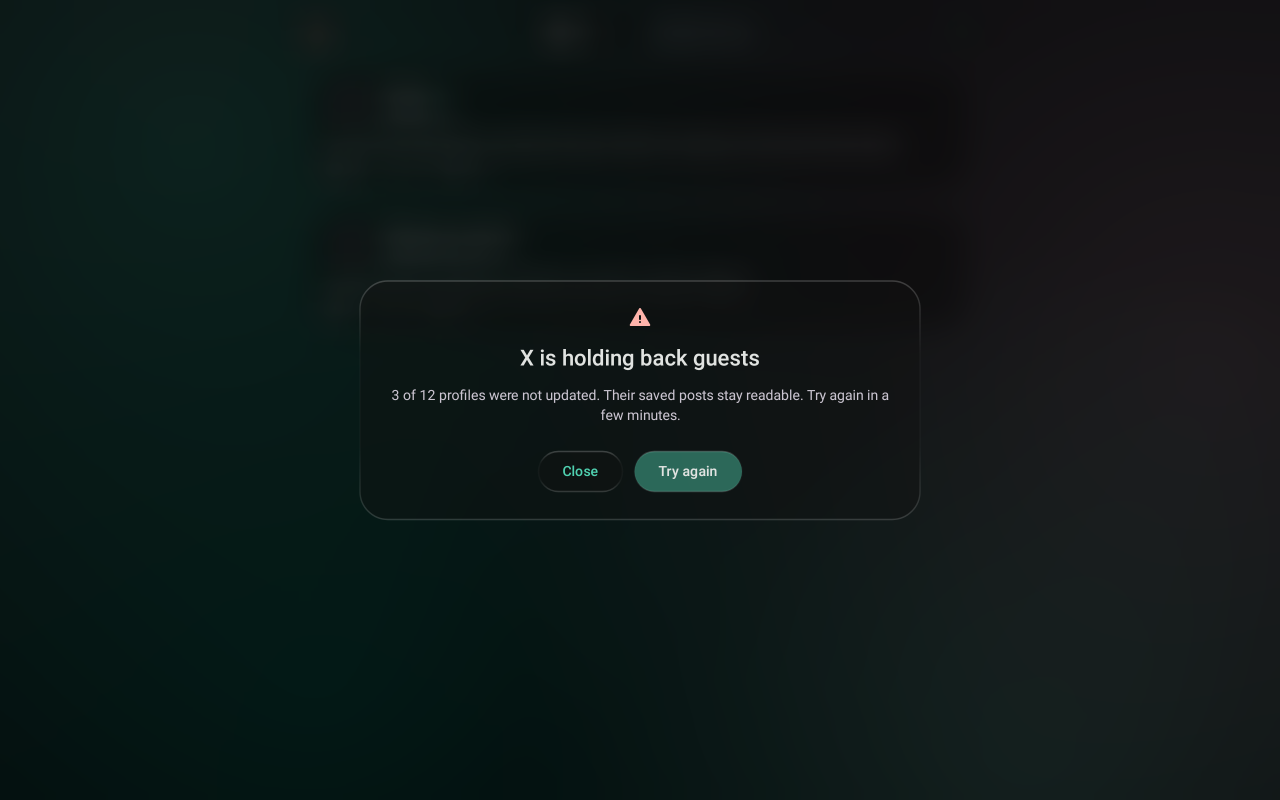 X is holding back guests
3 of 12 profiles were not updated. Their saved posts stay readable. Try again in a
few minutes.
Close
Try again